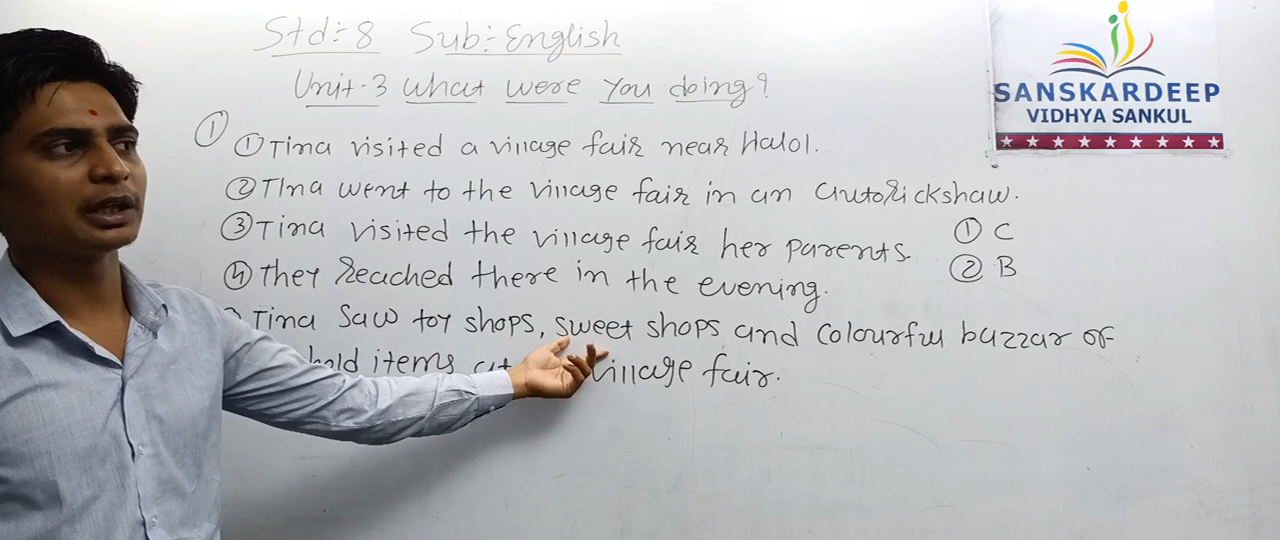 Std:- 8 Sub:- English
Unit-3 What were You doing?
SANSKARDEEP
VIDHYA SANKUL
① ① Tina visited a village fair near Halol.
② Tina went to the village fair in an autorickshaw.
③ Tina visited the village fair her parents.
④ They reached there in the evening.
① C
② B
Tina saw toy shops, sweet shops and colourful buzzar of
hold items at village fair.